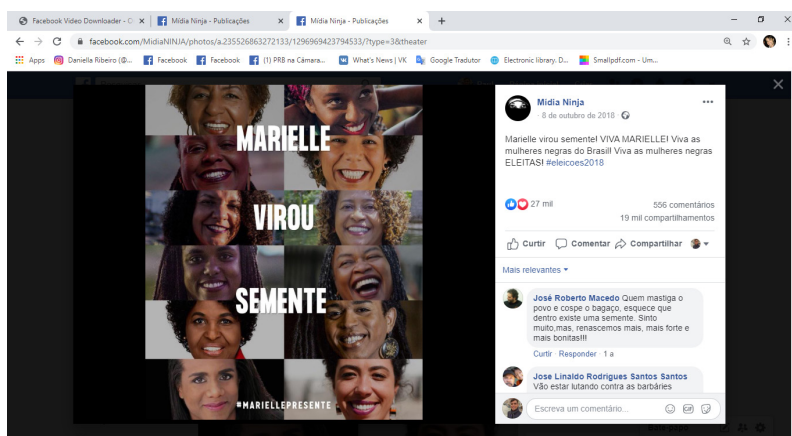 Facebook Video Downloader - O
Mídia Ninja - Publicações
Mídia Ninja - Publicações
facebook.com/MidiaNINJA/photos/a.235526863272133/1296969423794533/?type=3&theater
Apps
Daniella Ribeiro (@...
Facebook
Facebook
(1) PRB na Câmara...
What's News | VK
Google Tradutor
Electronic library. D...
Smallpdf.com - Um...
MARIELLE
VIROU
SEMENTE
#MARIELLEPRESENTE
Mídia Ninja
8 de outubro de 2018
Marielle virou semente! VIVA MARIELLE! Viva as
mulheres negras do Brasil! Viva as mulheres negras
ELEITAS! #eleicoes2018
27 mil
556 comentários
19 mil compartilhamentos
Curtir Comentar Compartilhar
Mais relevantes
José Roberto Macedo Quem mastiga o
povo e cospe o bagaço, esquece que
dentro existe uma semente. Sinto
muito,mas, renascemos mais, mais forte e
mais bonitas!!!
Curtir · Responder · 1 a
Jose Linaldo Rodrigues Santos Santos
Vão estar lutando contra as barbáries
Escreva um comentário...
GIF